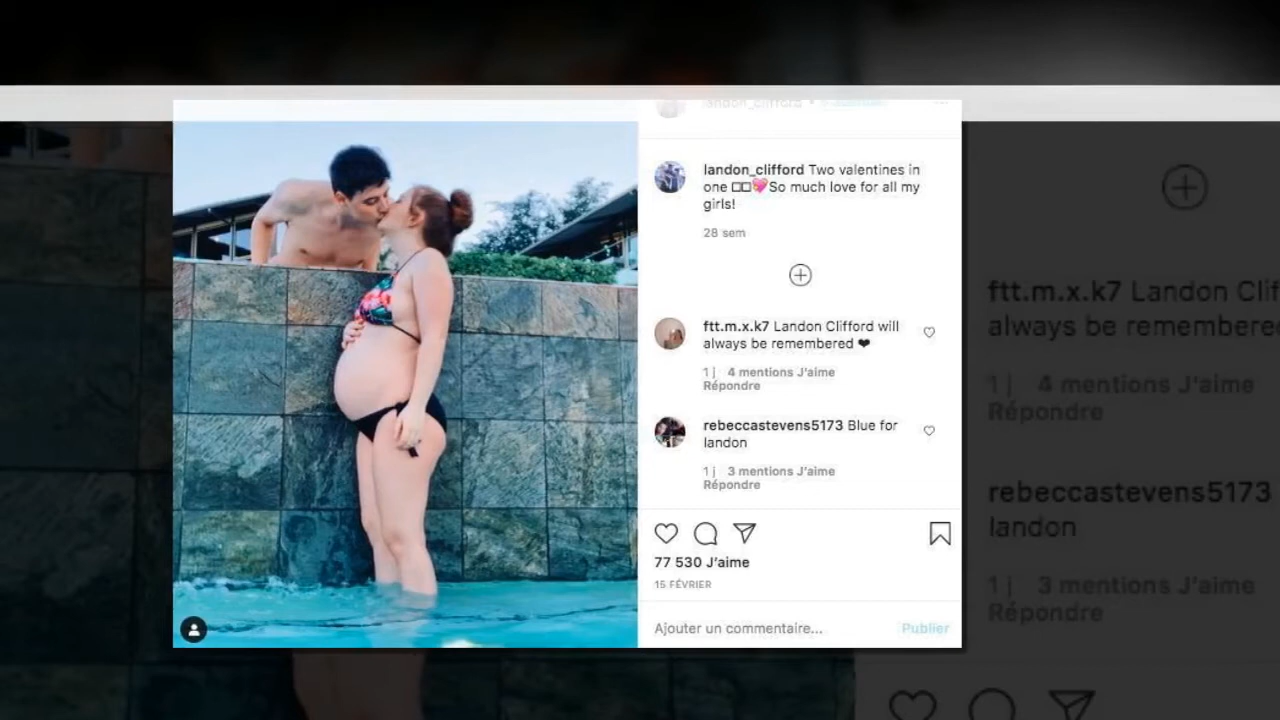 landon_clifford
landon_clifford Two valentines in
one 💖So much love for all my
girls!
28 sem
ftt.m.x.k7 Landon Clifford will
always be remembered ❤
1 j 4 mentions J'aime
Répondre
rebeccastevens5173 Blue for
landon
1 j 3 mentions J'aime
Répondre
77 530 J'aime
15 FÉVRIER
Ajouter un commentaire... Publier
ftt.m.x.k7 Landon Clif
always be remembere
1 j 4 mentions J'aime
Répondre
rebeccastevens5173
landon
1 j 3 mentions J'aime
Répondre